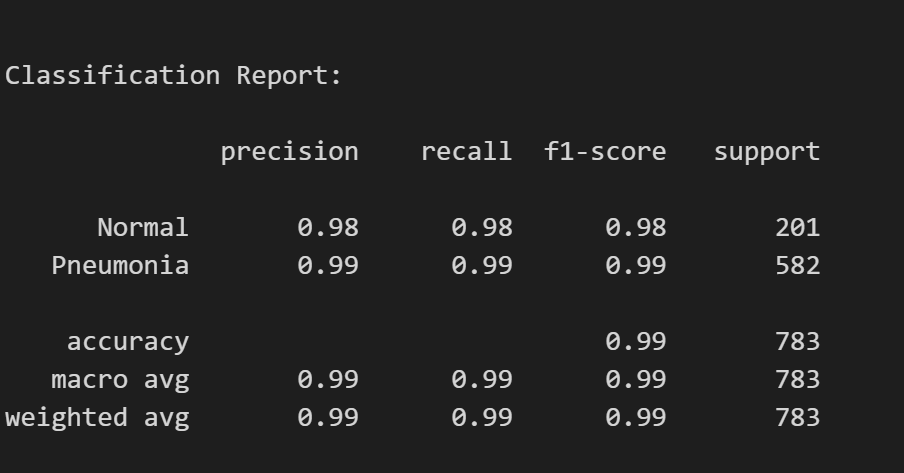 Classification Report:
precision recall f1-score support
Normal 0.98 0.98 0.98 201
Pneumonia 0.99 0.99 0.99 582
accuracy 0.99 783
macro avg 0.99 0.99 0.99 783
weighted avg 0.99 0.99 0.99 783